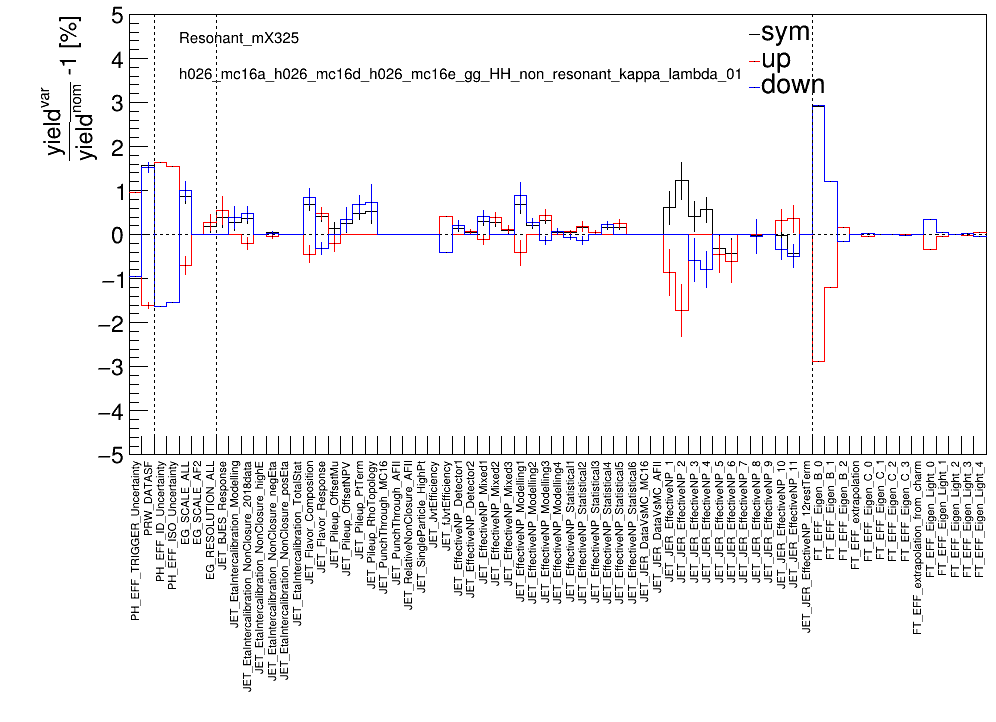 yield^var / yield^nom -1 [%]
5
4
3
2
1
0
−1
−2
−3
−4
−5
Resonant_mX325
h026_mc16a_h026_mc16d_h026_mc16e_gg_HH_non_resonant_kappa_lambda_01
sym
up
down
PH_EFF_TRIGGER_Uncertainty
PRW_DATASF
PH_EFF_ID_Uncertainty
PH_EFF_ISO_Uncertainty
EG_SCALE_ALL
EG_SCALE_AF2
EG_RESOLUTION_ALL
JET_BJES_Response
JET_EtaIntercalibration_Modelling
JET_EtaIntercalibration_NonClosure_2018data
JET_EtaIntercalibration_NonClosure_highE
JET_EtaIntercalibration_NonClosure_negEta
JET_EtaIntercalibration_NonClosure_posEta
JET_EtaIntercalibration_TotalStat
JET_Flavor_Composition
JET_Flavor_Response
JET_Pileup_OffsetMu
JET_Pileup_OffsetNPV
JET_Pileup_PtTerm
JET_Pileup_RhoTopology
JET_PunchThrough_MC16
JET_PunchThrough_AFII
JET_RelativeNonClosure_AFII
JET_SingleParticle_HighPt
JET_JvtEfficiency
JET_fJvtEfficiency
JET_EffectiveNP_Detector1
JET_EffectiveNP_Detector2
JET_EffectiveNP_Mixed1
JET_EffectiveNP_Mixed2
JET_EffectiveNP_Mixed3
JET_EffectiveNP_Modelling1
JET_EffectiveNP_Modelling2
JET_EffectiveNP_Modelling3
JET_EffectiveNP_Modelling4
JET_EffectiveNP_Statistical1
JET_EffectiveNP_Statistical2
JET_EffectiveNP_Statistical3
JET_EffectiveNP_Statistical4
JET_EffectiveNP_Statistical5
JET_EffectiveNP_Statistical6
JET_JER_DataVsMC_MC16
JET_JER_DataVsMC_AFII
JET_JER_EffectiveNP_1
JET_JER_EffectiveNP_2
JET_JER_EffectiveNP_3
JET_JER_EffectiveNP_4
JET_JER_EffectiveNP_5
JET_JER_EffectiveNP_6
JET_JER_EffectiveNP_7
JET_JER_EffectiveNP_8
JET_JER_EffectiveNP_9
JET_JER_EffectiveNP_10
JET_JER_EffectiveNP_11
JET_JER_EffectiveNP_12restTerm
FT_EFF_Eigen_B_0
FT_EFF_Eigen_B_1
FT_EFF_Eigen_B_2
FT_EFF_extrapolation
FT_EFF_Eigen_C_0
FT_EFF_Eigen_C_1
FT_EFF_Eigen_C_2
FT_EFF_Eigen_C_3
FT_EFF_extrapolation_from_charm
FT_EFF_Eigen_Light_0
FT_EFF_Eigen_Light_1
FT_EFF_Eigen_Light_2
FT_EFF_Eigen_Light_3
FT_EFF_Eigen_Light_4